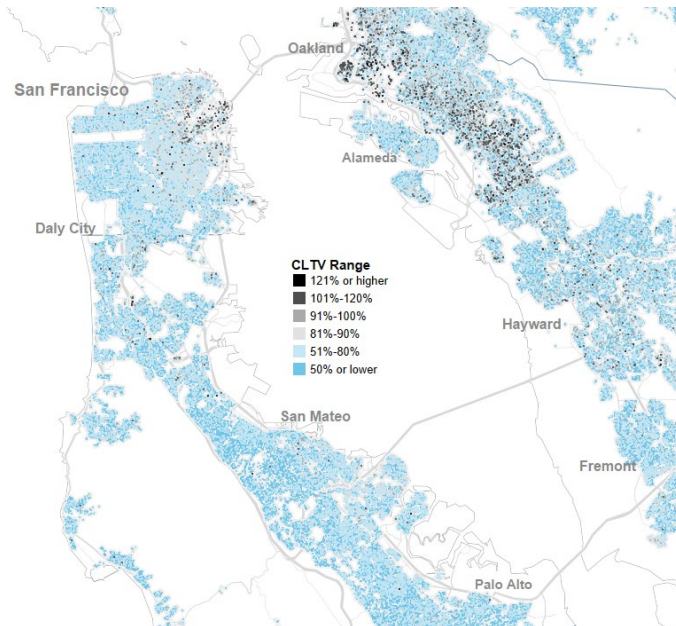 Oakland
San Francisco
Alameda
Daly City
CLTV Range
121% or higher
101%-120%
91%-100%
81%-90%
51%-80%
50% or lower
Hayward
San Mateo
Fremont
Palo Alto